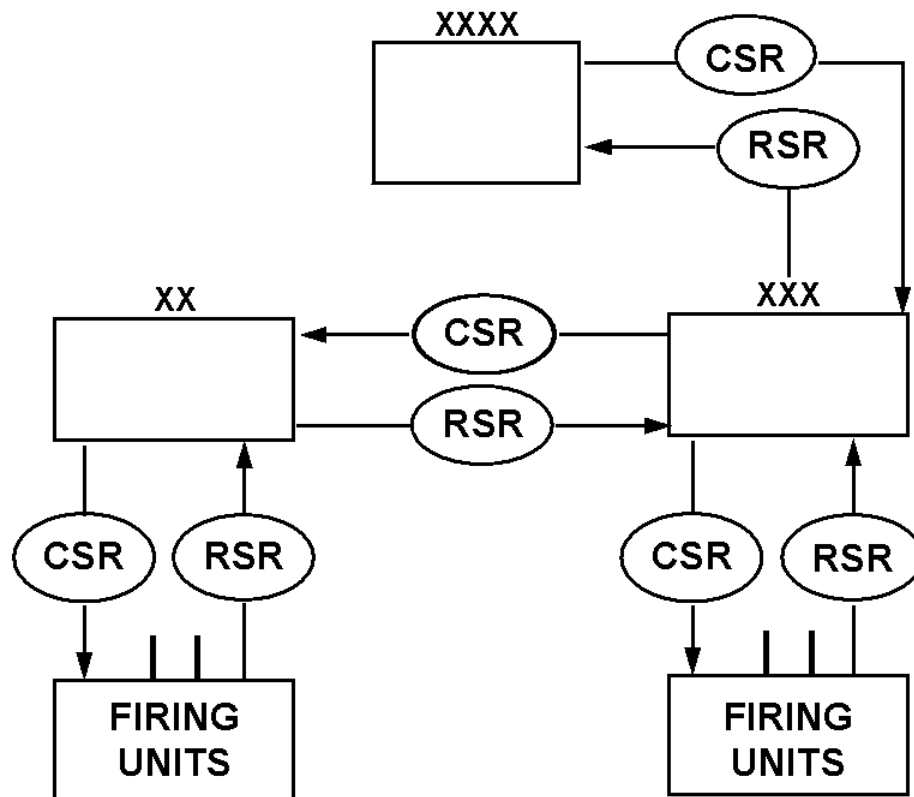 XXXX
CSR
RSR
XX
XXX
CSR
RSR
CSR
RSR
CSR
RSR
FIRING
UNITS
FIRING
UNITS